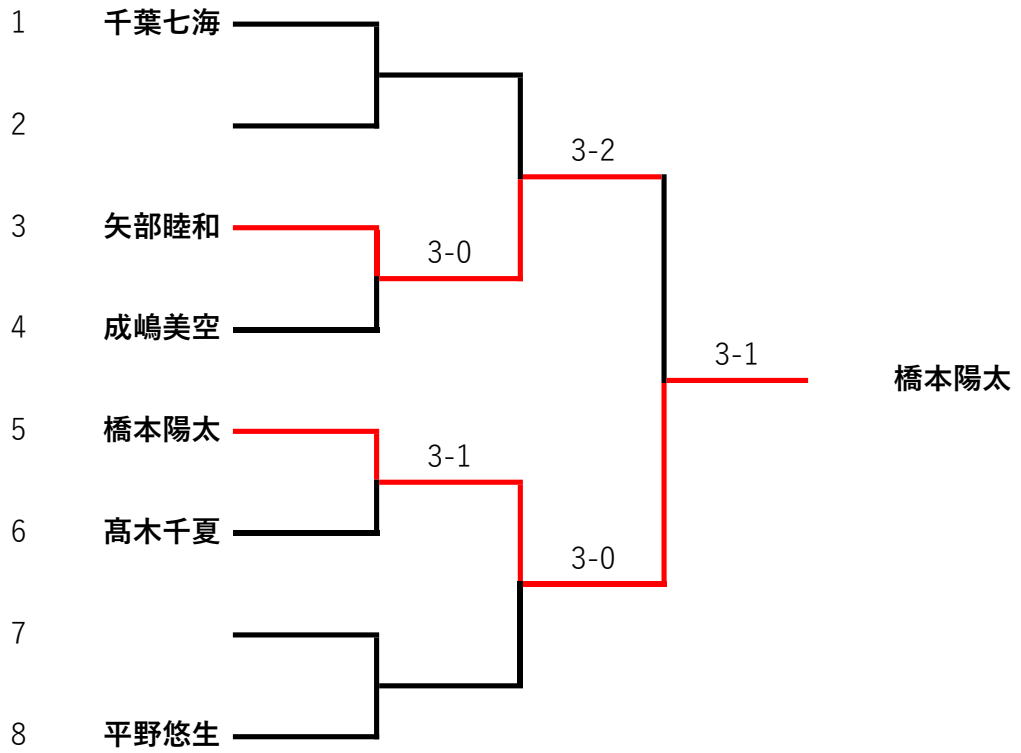 1 千葉七海
2
3-2
3 矢部睦和
3-0
4 成嶋美空
3-1
橋本陽太
5 橋本陽太
3-1
6 髙木千夏
3-0
7
8 平野悠生